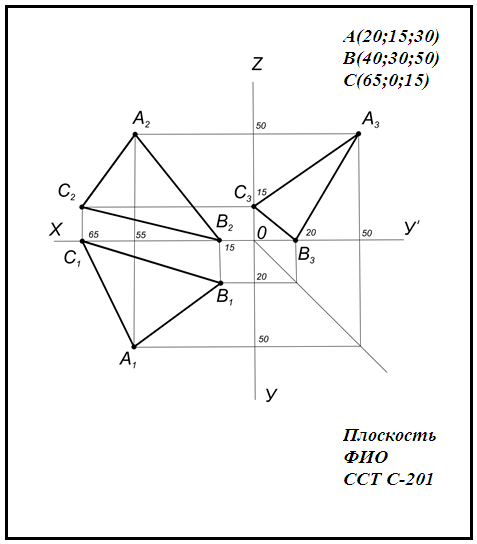 A(20;15;30)
B(40;30;50)
C(65;0;15)
Z
A₂
A₃
50
C₂
C₃
15
X
65
55
B₂
15
0
20
50
У'
C₁
B₃
B₁
20
A₁
50
У
Плоскость
ФИО
ССТ С-201